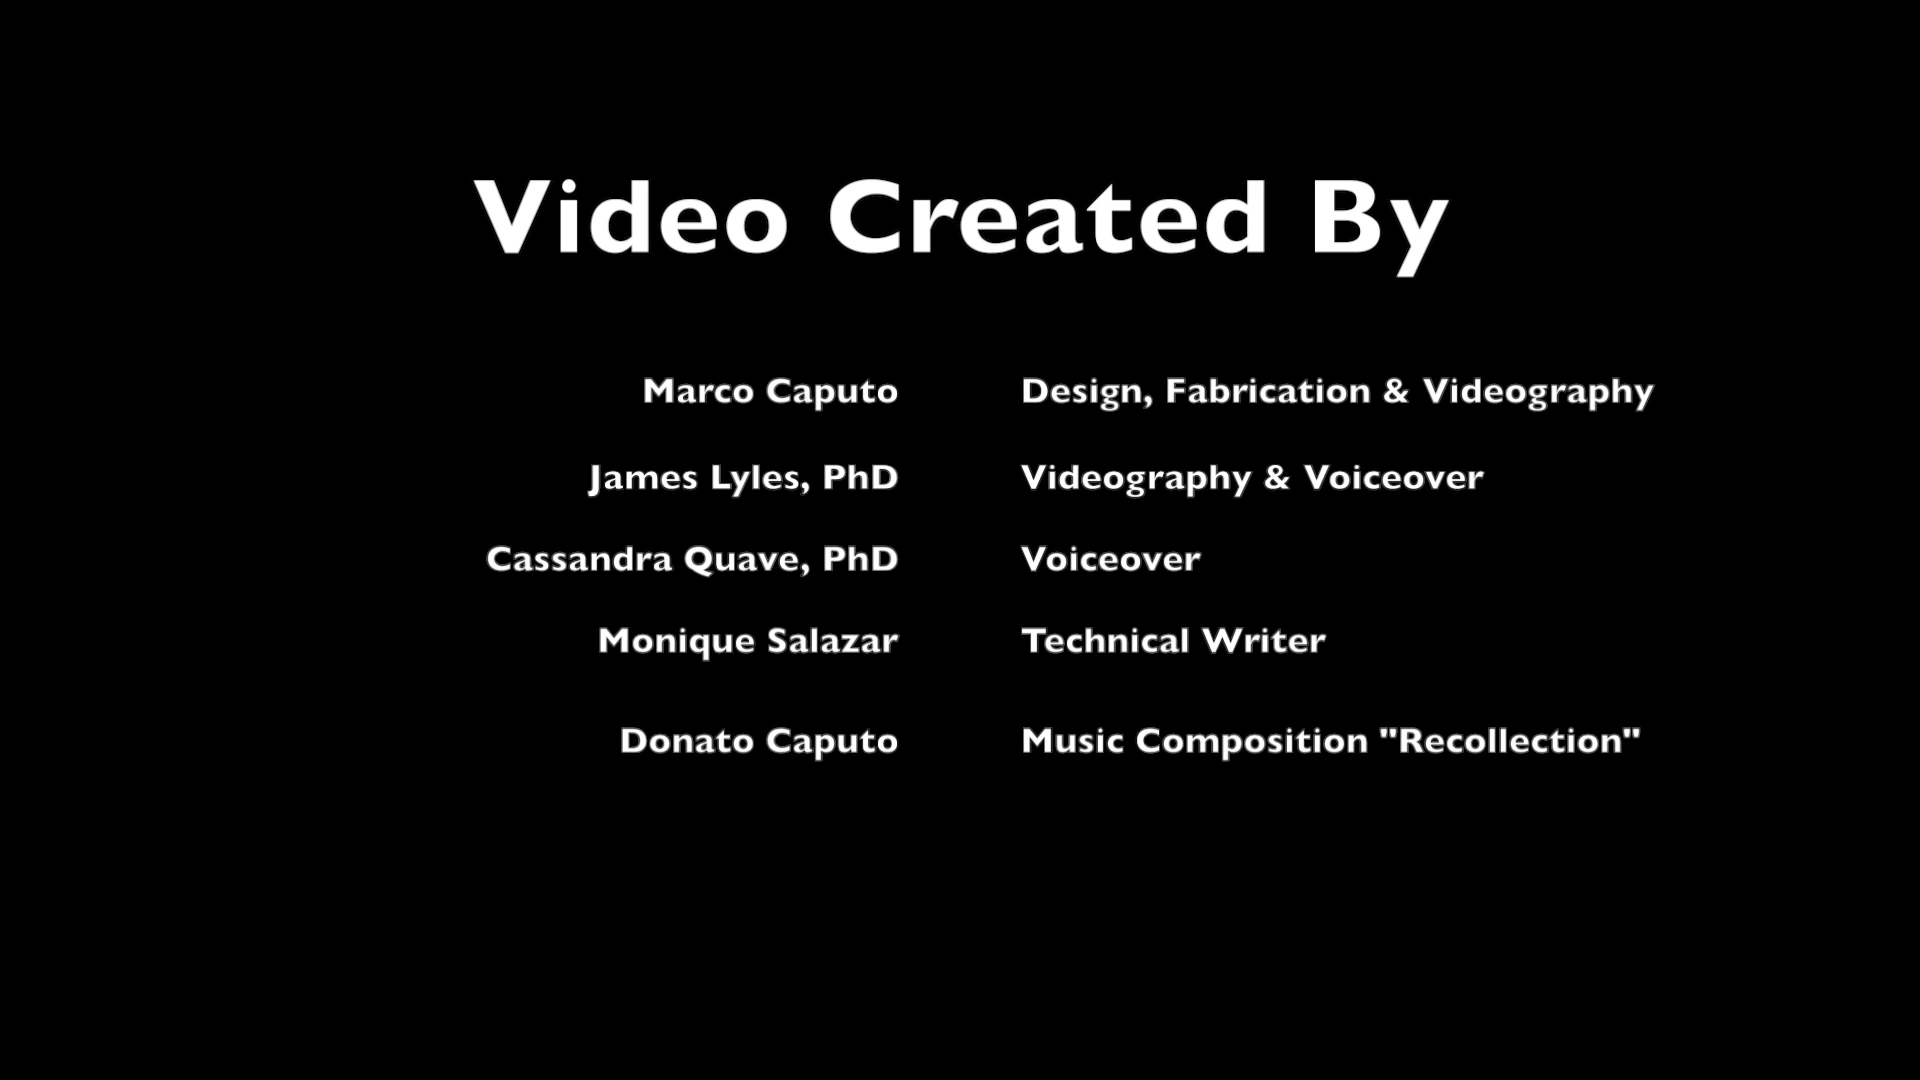 Video Created By
Marco Caputo Design, Fabrication & Videography
James Lyles, PhD Videography & Voiceover
Cassandra Quave, PhD Voiceover
Monique Salazar Technical Writer
Donato Caputo Music Composition "Recollection"